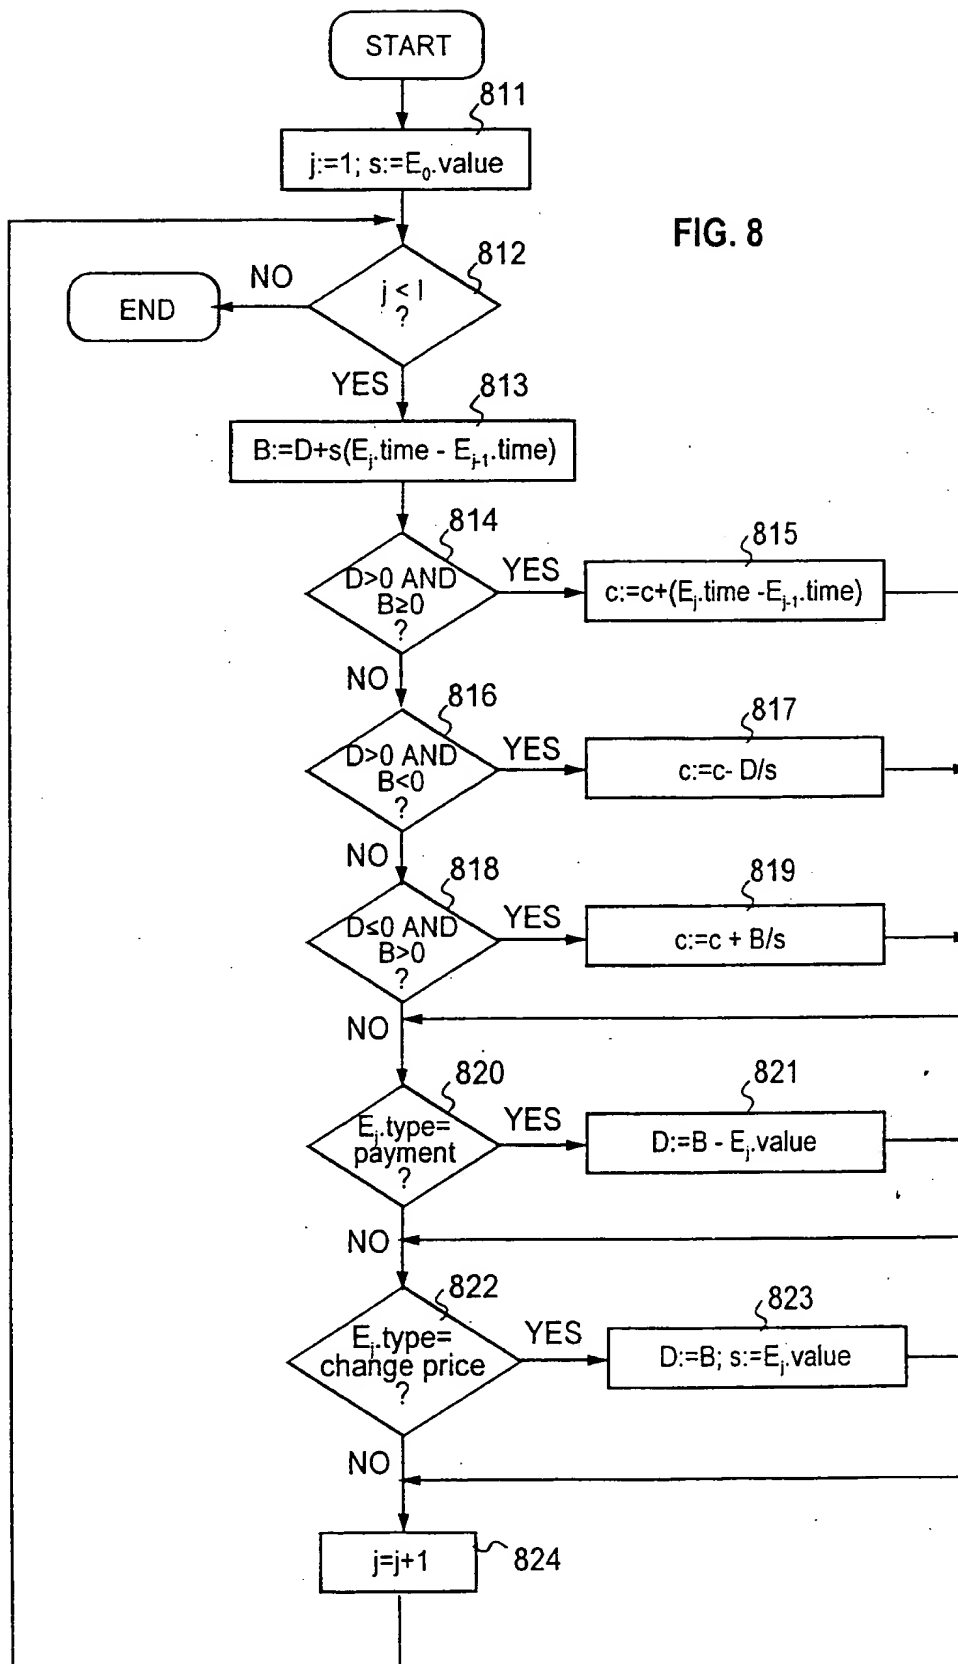 START
811
j:=1; s:=E₀.value
FIG. 8
812
NO
j < I
?
END
YES
813
B:=D+s(Eⱼ.time - Eⱼ₋₁.time)
814
815
D>0 AND
B≥0
?
YES
c:=c+(Eⱼ.time -Eⱼ₋₁.time)
NO
816
817
D>0 AND
B<0
?
YES
c:=c- D/s
NO
818
819
D≤0 AND
B>0
?
YES
c:=c + B/s
NO
820
821
Eⱼ.type=
payment
?
YES
D:=B - Eⱼ.value
NO
822
823
Eⱼ.type=
change price
?
YES
D:=B; s:=Eⱼ.value
NO
j=j+1
824